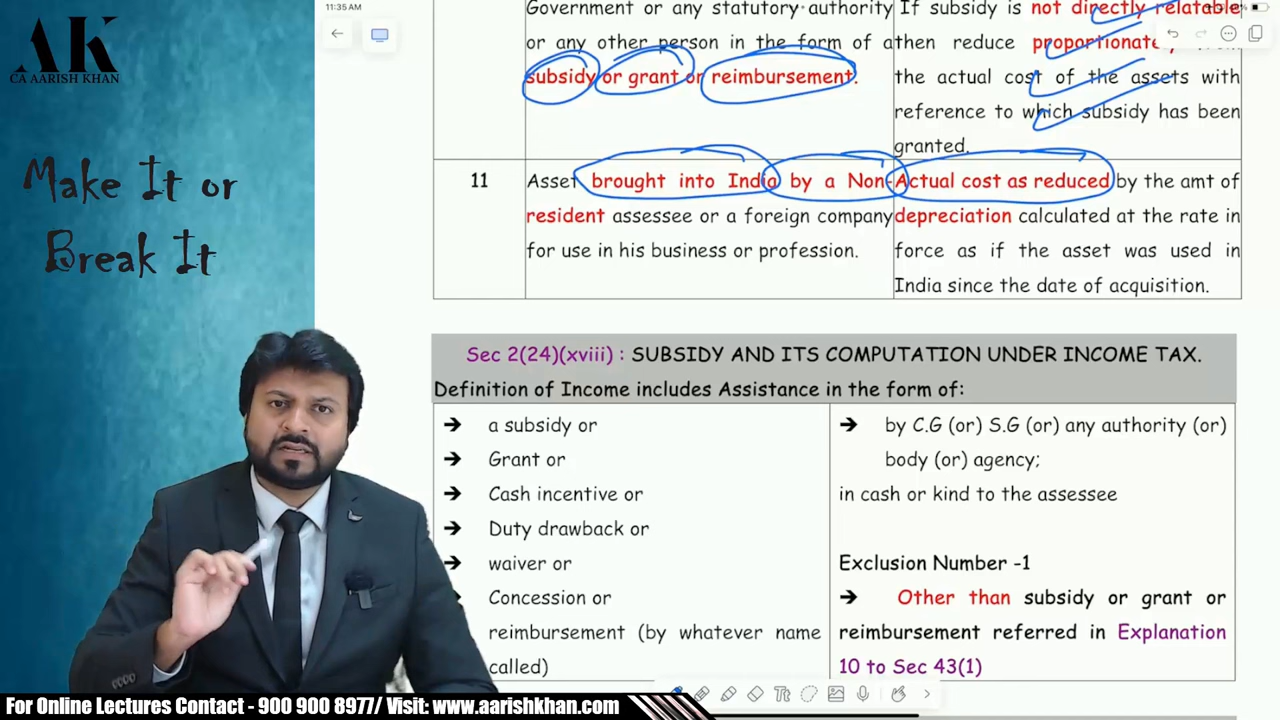 11:35 AM
AK
CA AARISH KHAN
Make It or
Break It
Government or any statutory authority
or any other person in the form of a
subsidy or grant or reimbursement.
If subsidy is not directly relatable
then reduce proportionately
the actual cost of the assets with
reference to which subsidy has been
granted.
11
Asset brought into India by a Non-
resident assessee or a foreign company
for use in his business or profession.
Actual cost as reduced by the amt of
depreciation calculated at the rate in
force as if the asset was used in
India since the date of acquisition.
Sec 2(24)(xviii) : SUBSIDY AND ITS COMPUTATION UNDER INCOME TAX.
Definition of Income includes Assistance in the form of:
➔ a subsidy or
➔ Grant or
➔ Cash incentive or
➔ Duty drawback or
➔ waiver or
Concession or
reimbursement (by whatever name
called)
➔ by C.G (or) S.G (or) any authority (or)
body (or) agency;
in cash or kind to the assessee
Exclusion Number -1
➔ Other than subsidy or grant or
reimbursement referred in Explanation
10 to Sec 43(1)
Tt
For Online Lectures Contact - 900 900 8977/ Visit: www.aarishkhan.com